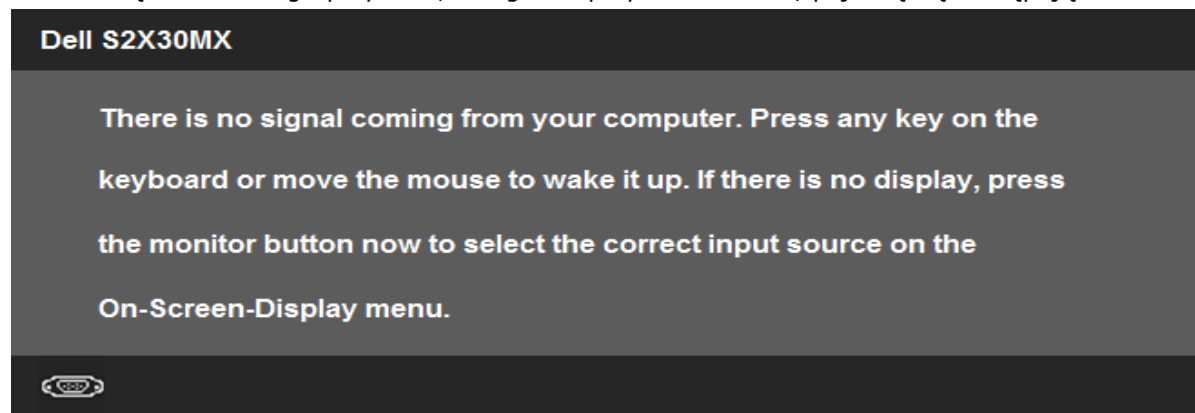 Dell S2X30MX
There is no signal coming from your computer. Press any key on the
keyboard or move the mouse to wake it up. If there is no display, press
the monitor button now to select the correct input source on the
On-Screen-Display menu.